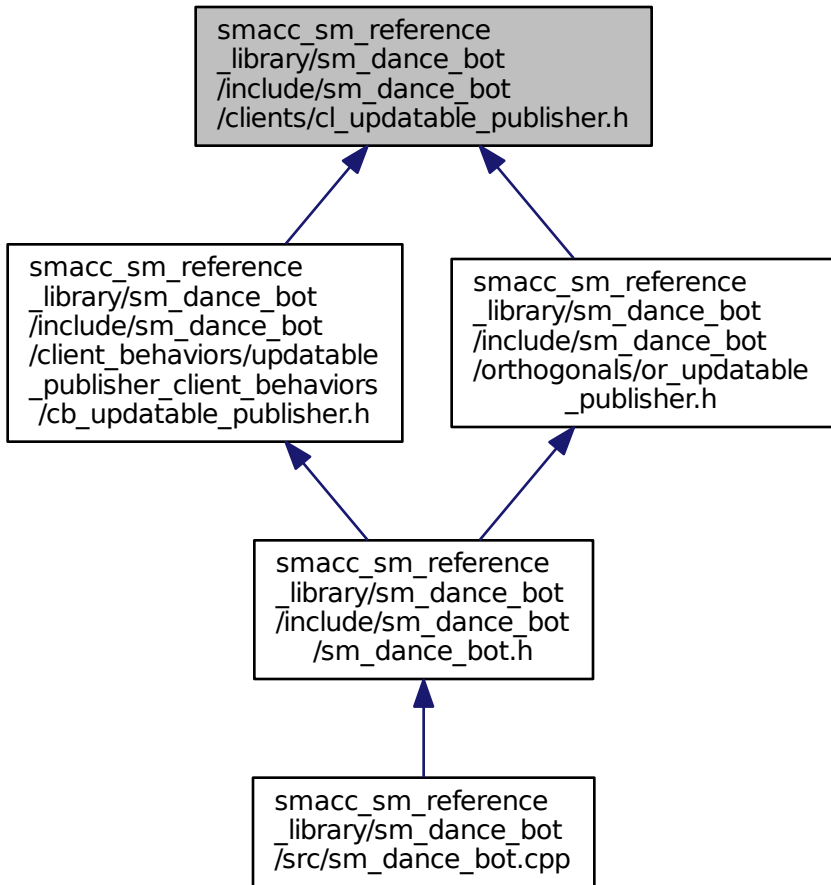 smacc_sm_reference
_library/sm_dance_bot
/include/sm_dance_bot
/clients/cl_updatable_publisher.h
smacc_sm_reference
_library/sm_dance_bot
/include/sm_dance_bot
/client_behaviors/updatable
_publisher_client_behaviors
/cb_updatable_publisher.h
smacc_sm_reference
_library/sm_dance_bot
/include/sm_dance_bot
/orthogonals/or_updatable
_publisher.h
smacc_sm_reference
_library/sm_dance_bot
/include/sm_dance_bot
/sm_dance_bot.h
smacc_sm_reference
_library/sm_dance_bot
/src/sm_dance_bot.cpp